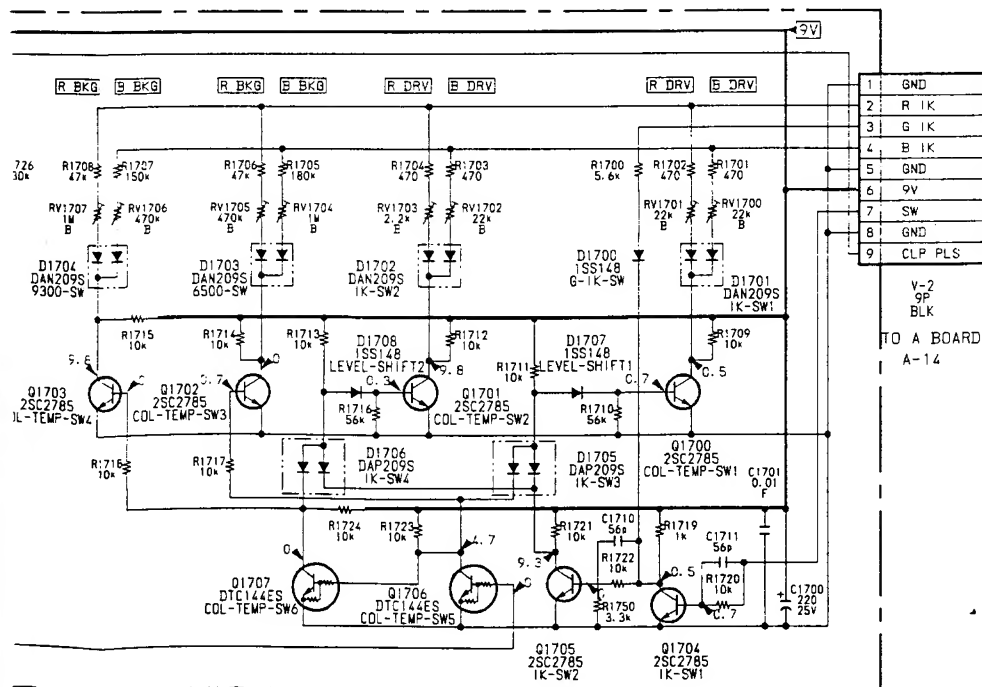 9V
R BKG
B BKG
R BKG
B BKG
R DRV
B DRV
R DRV
B DRV
1 GND
2 R IK
3 G IK
4 B IK
5 GND
6 9V
7 SW
8 GND
9 CLP PLS
V-2
9P
BLK
TO A BOARD
A-14
R1708
47k
R1707
150k
R1706
47k
R1705
180k
R1704
470
R1703
470
R1700
5.6k
R1702
470
R1701
470
RV1707
1M
B
RV1706
470k
B
RV1705
470k
B
RV1704
1M
B
RV1703
2.2k
B
RV1702
22k
B
RV1701
22k
B
RV1700
22k
B
D1704
DAN209S
9300-SW
D1703
DAN209S
6500-SW
D1702
DAN209S
IK-SW2
D1700
1SS148
G-IK-SW
D1701
DAN209S
IK-SW1
R1715
10k
R1714
10k
R1713
10k
D1708
1SS148
LEVEL-SHIFT2
R1712
10k
R1711
10k
D1707
1SS148
LEVEL-SHIFT1
R1709
10k
9.8
0
0.7
0
0.3
9.8
0.7
0.5
Q1703
2SC2785
Q1702
2SC2785
COL-TEMP-SW3
R1716
56k
Q1701
2SC2785
COL-TEMP-SW2
R1710
56k
Q1700
2SC2785
COL-TEMP-SW1
R1718
10k
R1717
10k
D1706
DAP209S
IK-SW4
D1705
DAP209S
IK-SW3
C1701
0.01
F
R1724
10k
R1723
10k
R1721
10k
C1710
56p
R1719
1k
C1711
56p
R1722
10k
R1720
10k
0
4.7
9.3
0
0.5
C1700
220
25V
Q1707
DTC144ES
COL-TEMP-SW6
Q1706
DTC144ES
COL-TEMP-SW5
R1750
3.3k
Q1705
2SC2785
IK-SW2
Q1704
2SC2785
IK-SW1